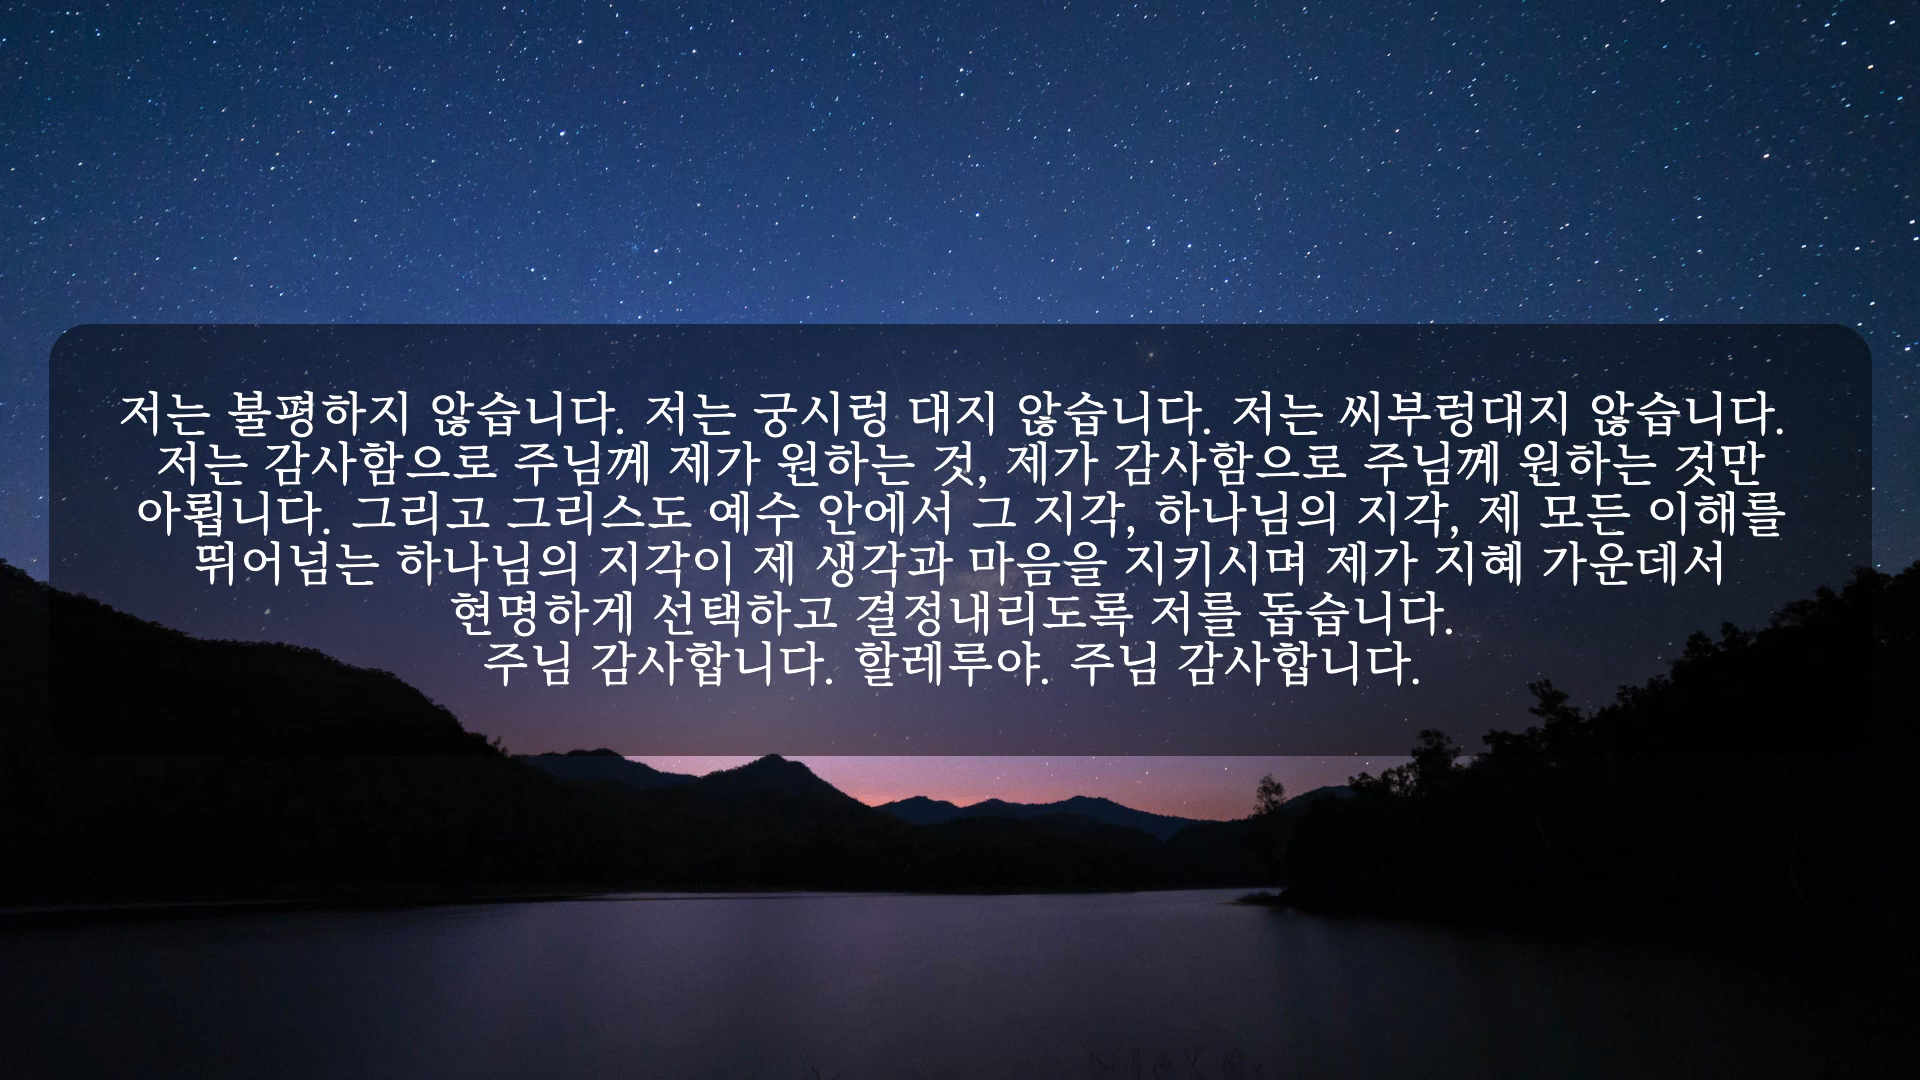 저는 불평하지 않습니다. 저는 궁시렁 대지 않습니다. 저는 씨부렁대지 않습니다.
저는 감사함으로 주님께 제가 원하는 것, 제가 감사함으로 주님께 원하는 것만
아룁니다. 그리고 그리스도 예수 안에서 그 지각, 하나님의 지각, 제 모든 이해를
뛰어넘는 하나님의 지각이 제 생각과 마음을 지키시며 제가 지혜 가운데서
현명하게 선택하고 결정내리도록 저를 돕습니다.
주님 감사합니다. 할레루야. 주님 감사합니다.